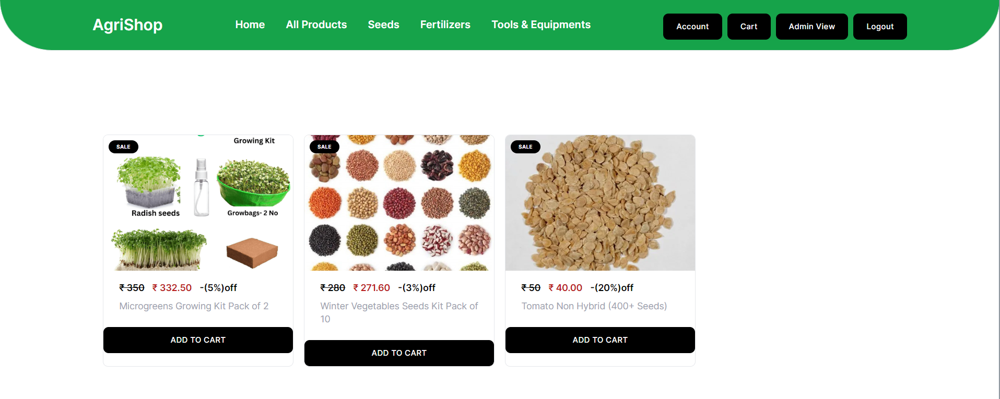 AgriShop
Home
All Products
Seeds
Fertilizers
Tools & Equipments
Account
Cart
Admin View
Logout
SALE
Growing Kit
Radish seeds
Growbags- 2 No
₹ 350 ₹ 332.50 -(5%)off
Microgreens Growing Kit Pack of 2
ADD TO CART
SALE
₹ 280 ₹ 271.60 -(3%)off
Winter Vegetables Seeds Kit Pack of
10
ADD TO CART
SALE
₹ 50 ₹ 40.00 -(20%)off
Tomato Non Hybrid (400+ Seeds)
ADD TO CART